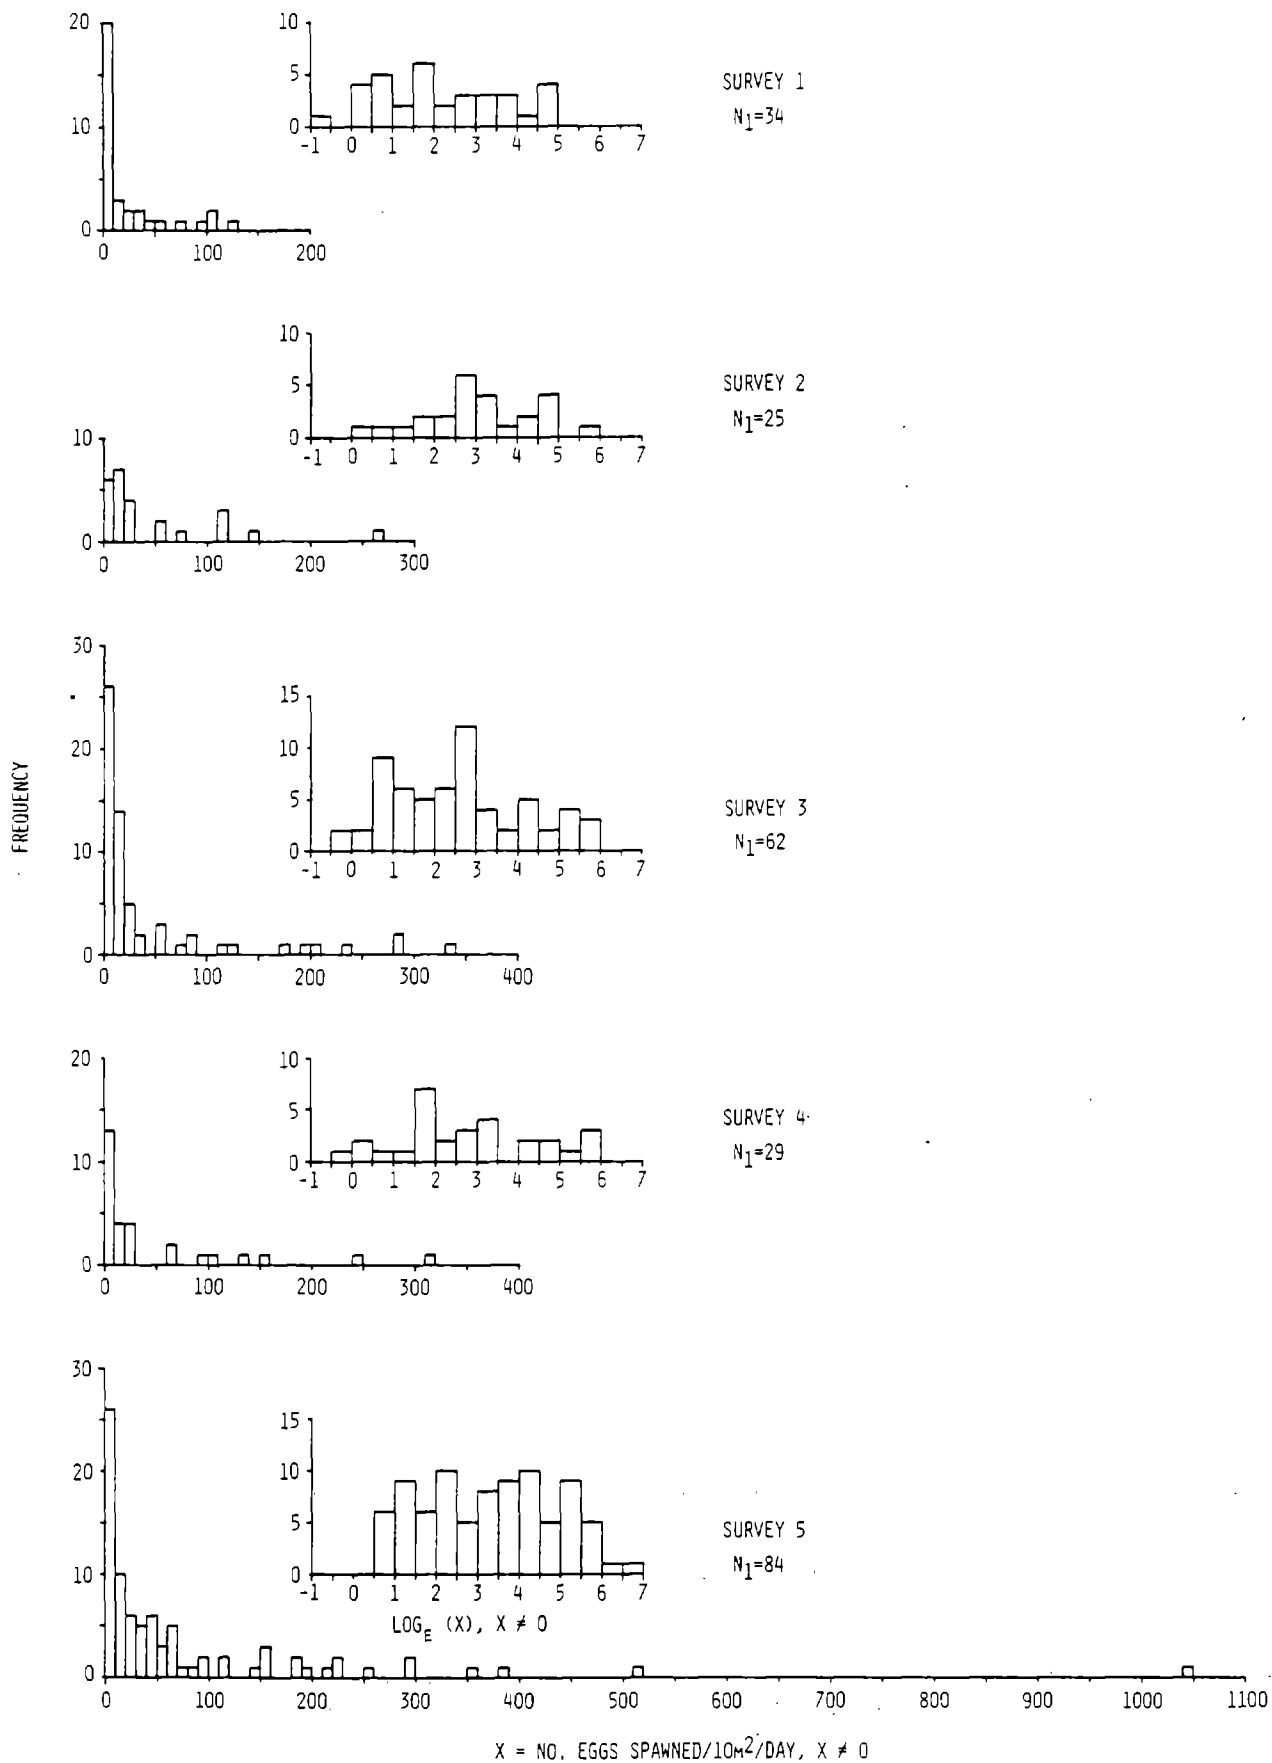 20
10
0
0 100 200
10
5
0
-1 0 1 2 3 4 5 6 7
SURVEY 1
N1=34
10
5
0
-1 0 1 2 3 4 5 6 7
SURVEY 2
N1=25
10
0
0 100 200 300
30
20
10
0
0 100 200 300 400
15
10
5
0
-1 0 1 2 3 4 5 6 7
SURVEY 3
N1=62
FREQUENCY
20
10
0
0 100 200 300 400
10
5
0
-1 0 1 2 3 4 5 6 7
SURVEY 4
N1=29
30
20
10
0
15
10
5
0
-1 0 1 2 3 4 5 6 7
LOGE (X), X ≠ 0
SURVEY 5
N1=84
0 100 200 300 400 500 600 700 800 900 1000 1100
X = NO. EGGS SPAWNED/10M2/DAY, X ≠ 0